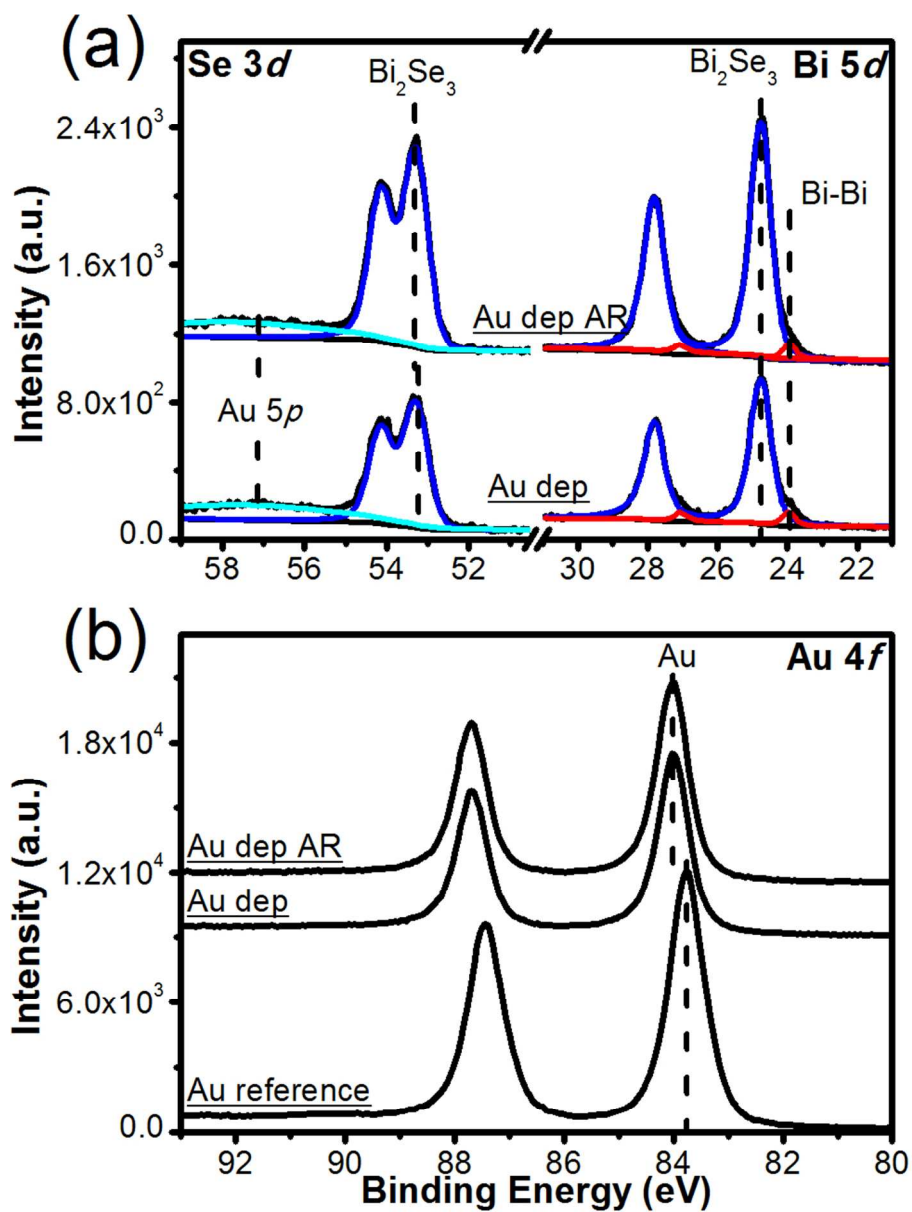 (a)
Se 3d
Bi₂Se₃
Bi₂Se₃
Bi 5d
Bi-Bi
2.4x10³
1.6x10³
8.0x10²
0.0
Intensity (a.u.)
Au dep AR
Au 5p
Au dep
58 56 54 52 30 28 26 24 22
(b)
Au
Au 4f
1.8x10⁴
1.2x10⁴
6.0x10³
0.0
Intensity (a.u.)
Au dep AR
Au dep
Au reference
92 90 88 86 84 82 80
Binding Energy (eV)